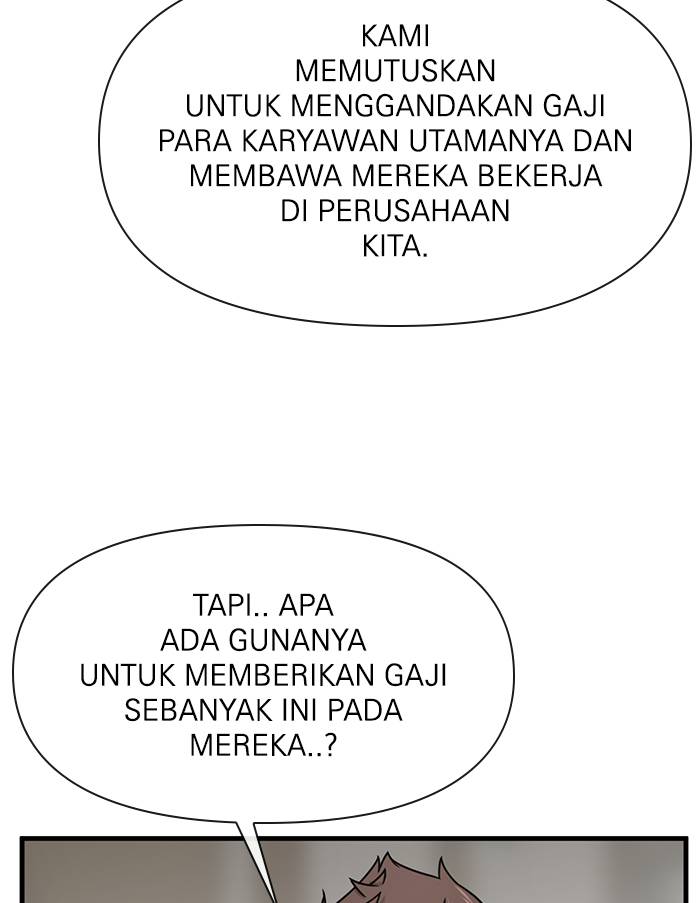 KAMI
MEMUTUSKAN
UNTUK MENGGANDAKAN GAJI
PARA KARYAWAN UTAMANYA DAN
MEMBAWA MEREKA BEKERJA
DI PERUSAHAAN
KITA.
TAPI.. APA
ADA GUNANYA
UNTUK MEMBERIKAN GAJI
SEBANYAK INI PADA
MEREKA..?